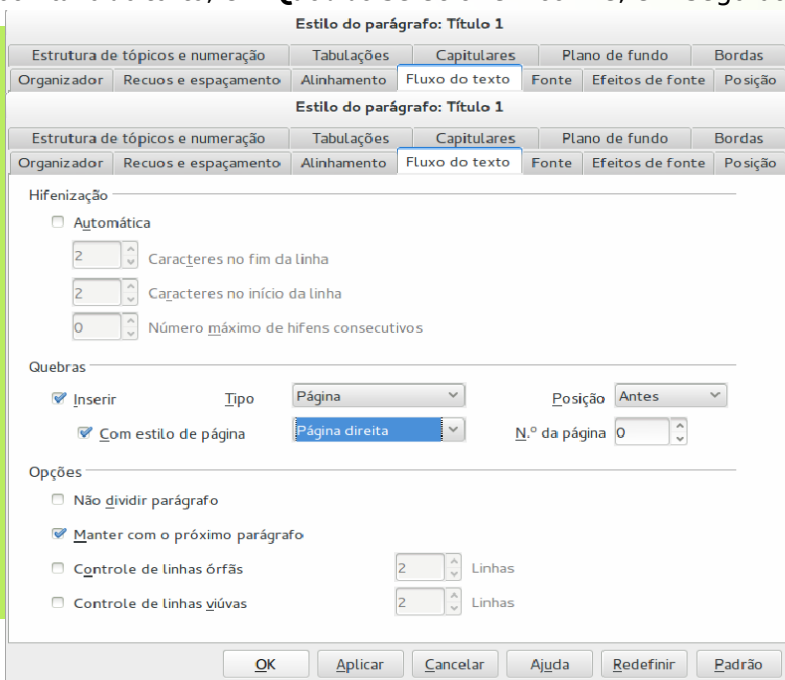 Estilo do parágrafo: Título 1
Estrutura de tópicos e numeração Tabulações Capitulares Plano de fundo Bordas
Organizador Recuos e espaçamento Alinhamento Fluxo do texto Fonte Efeitos de fonte Posição
Estilo do parágrafo: Título 1
Estrutura de tópicos e numeração Tabulações Capitulares Plano de fundo Bordas
Organizador Recuos e espaçamento Alinhamento Fluxo do texto Fonte Efeitos de fonte Posição
Hifenização
Automática
2 Caracteres no fim da linha
2 Caracteres no início da linha
0 Número máximo de hifens consecutivos
Quebras
Inserir Tipo Página Posição Antes
Com estilo de página Página direita N.º da página 0
Opções
Não dividir parágrafo
Manter com o próximo parágrafo
Controle de linhas órfãs 2 Linhas
Controle de linhas viúvas 2 Linhas
OK Aplicar Cancelar Ajuda Redefinir Padrão